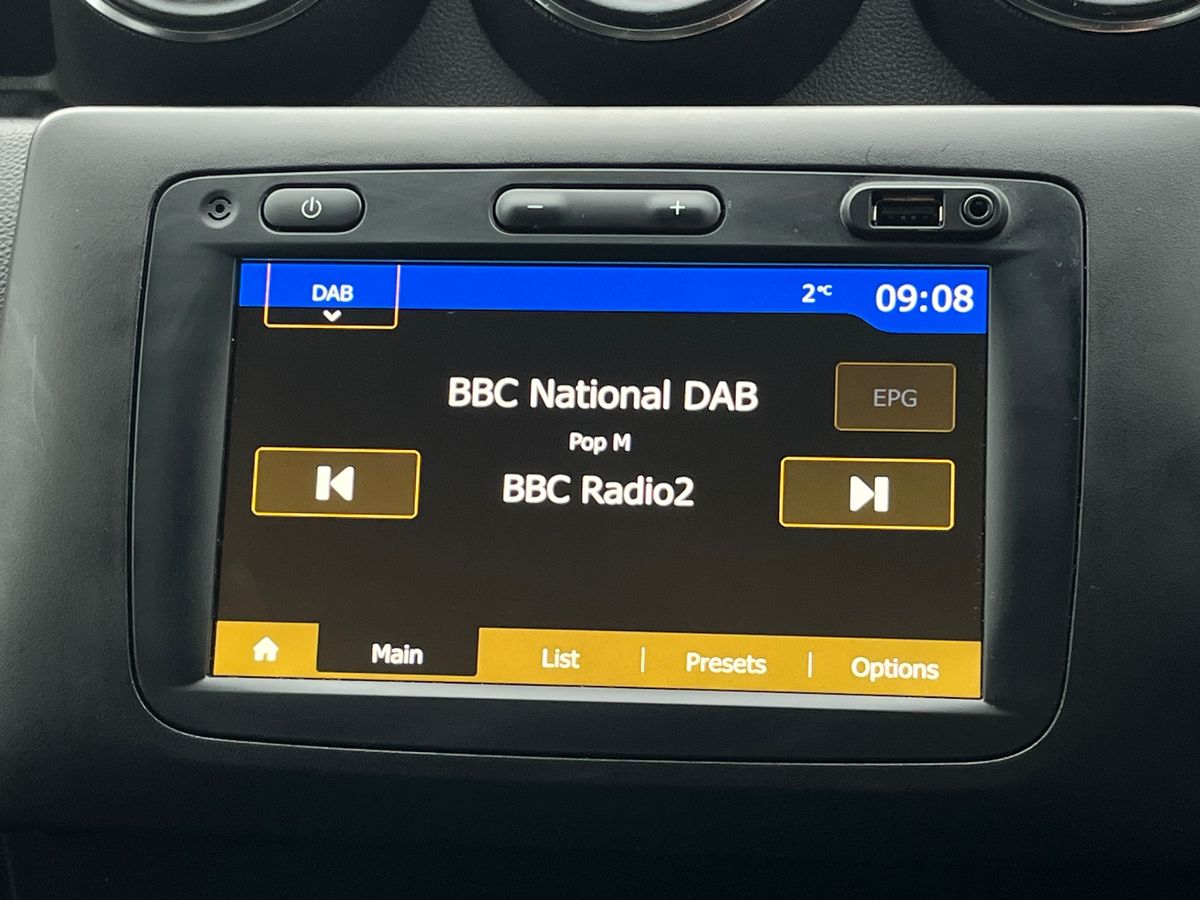 − +
DAB
2°C
09:08
BBC National DAB
EPG
Pop M
BBC Radio2
Main
List | Presets | Options